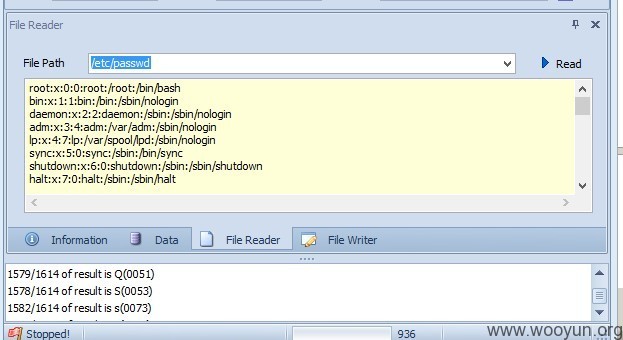 File Reader
File Path /etc/passwd Read
root:x:0:0:root:/root:/bin/bash
bin:x:1:1:bin:/bin:/sbin/nologin
daemon:x:2:2:daemon:/sbin:/sbin/nologin
adm:x:3:4:adm:/var/adm:/sbin/nologin
lp:x:4:7:lp:/var/spool/lpd:/sbin/nologin
sync:x:5:0:sync:/sbin:/bin/sync
shutdown:x:6:0:shutdown:/sbin:/sbin/shutdown
halt:x:7:0:halt:/sbin:/sbin/halt
Information Data File Reader File Writer
1579/1614 of result is Q(0051)
1578/1614 of result is S(0053)
1582/1614 of result is s(0073)
Stopped! 936
www.wooyun.org